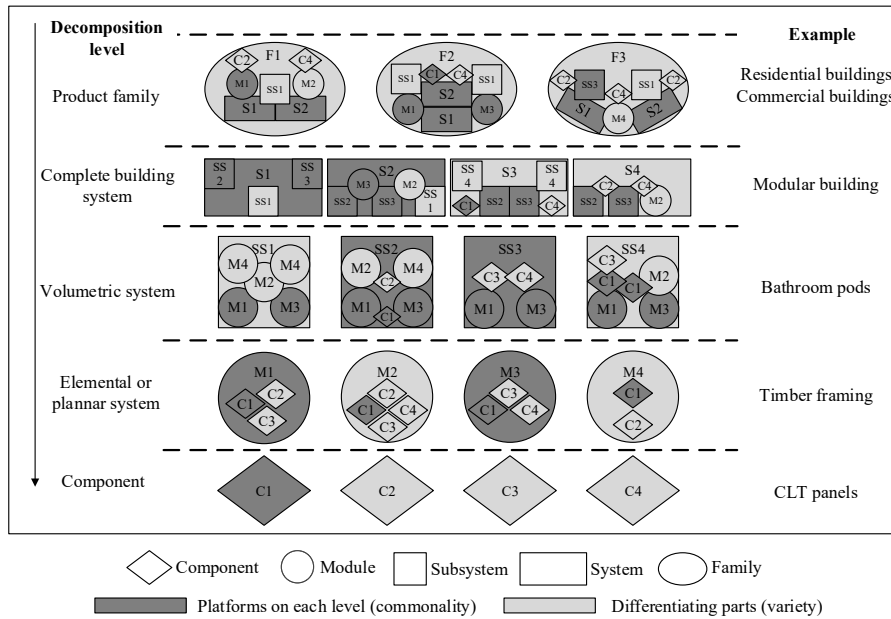 Decomposition
level
Example
F1
C2
C4
M1
SS1
M2
S1
S2
F2
SS1
C1
C4
SS1
S2
M1
M3
S1
F3
C2
SS3
SS1
C2
C4
S1
S2
M4
Product family
Residential buildings
Commercial buildings
Complete building
system
SS
2
S1
SS
3
SS1
S2
M3
M2
SS2
SS3
SS
1
SS
4
S3
SS
4
C1
SS2
SS3
C4
S4
C2
C4
SS2
SS3
M2
Modular building
Volumetric system
SS1
M4
M4
M2
M1
M3
SS2
M2
M4
C2
M1
M3
C1
SS3
C3
C4
M1
M3
SS4
C3
M2
C1
C1
M1
M3
Bathroom pods
Elemental or
plannar system
M1
C2
C1
C3
M2
C2
C1
C4
C3
M3
C3
C1
C4
M4
C1
C2
Timber framing
Component
C1
C2
C3
C4
CLT panels
Component
Module
Subsystem
System
Family
Platforms on each level (commonality)
Differentiating parts (variety)